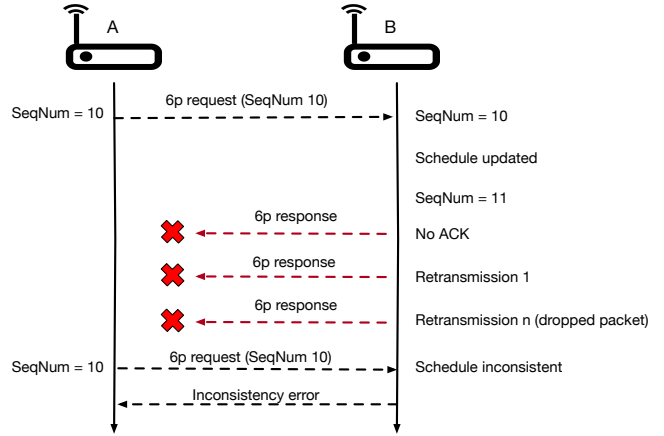 A
B
6p request (SeqNum 10)
SeqNum = 10
SeqNum = 10
Schedule updated
SeqNum = 11
6p response
No ACK
6p response
Retransmission 1
6p response
Retransmission n (dropped packet)
6p request (SeqNum 10)
SeqNum = 10
Schedule inconsistent
Inconsistency error